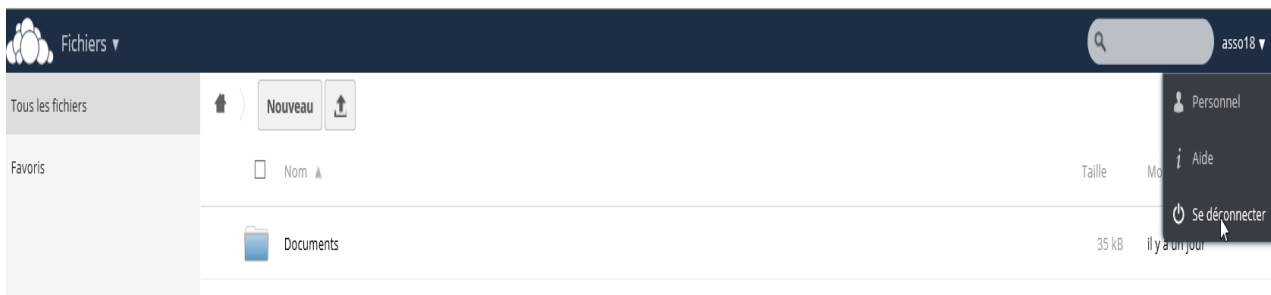 Fichiers ▾
asso18 ▾
Tous les fichiers
Favoris
Nouveau
Personnel
Aide
Se déconnecter
Nom ▲
Taille
Mo
Documents
35 kB
il y a un jour